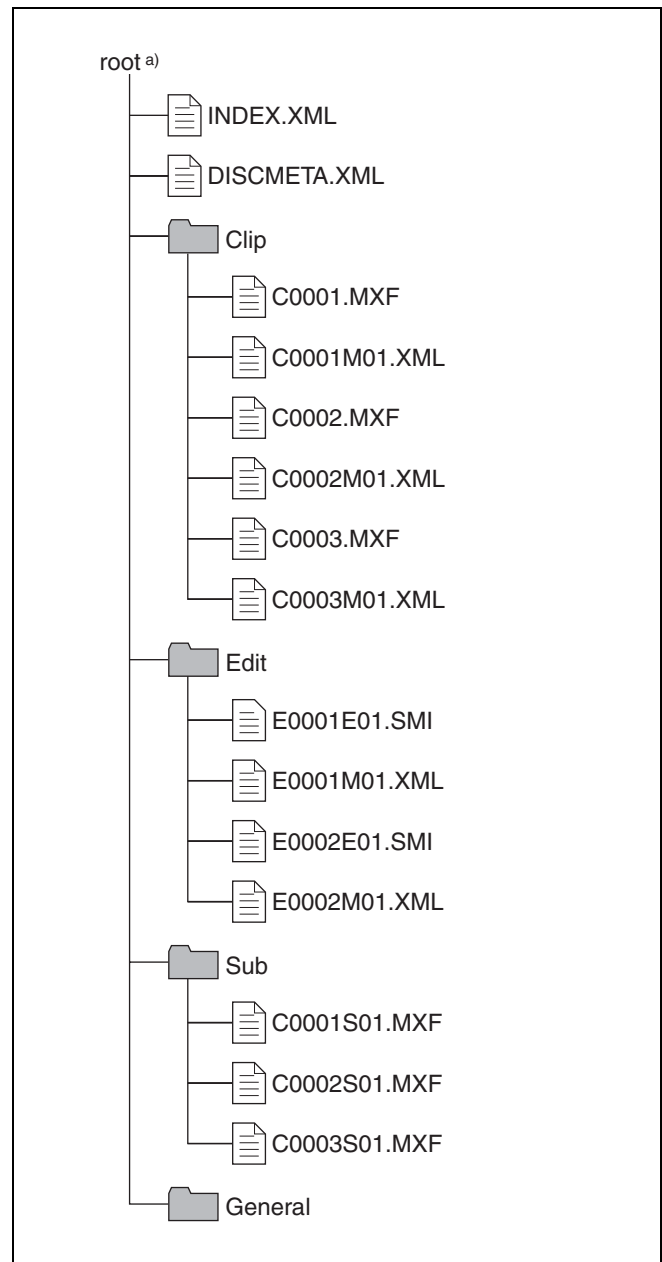 root a)
INDEX.XML
DISCMETA.XML
Clip
C0001.MXF
C0001M01.XML
C0002.MXF
C0002M01.XML
C0003.MXF
C0003M01.XML
Edit
E0001E01.SMI
E0001M01.XML
E0002E01.SMI
E0002M01.XML
Sub
C0001S01.MXF
C0002S01.MXF
C0003S01.MXF
General